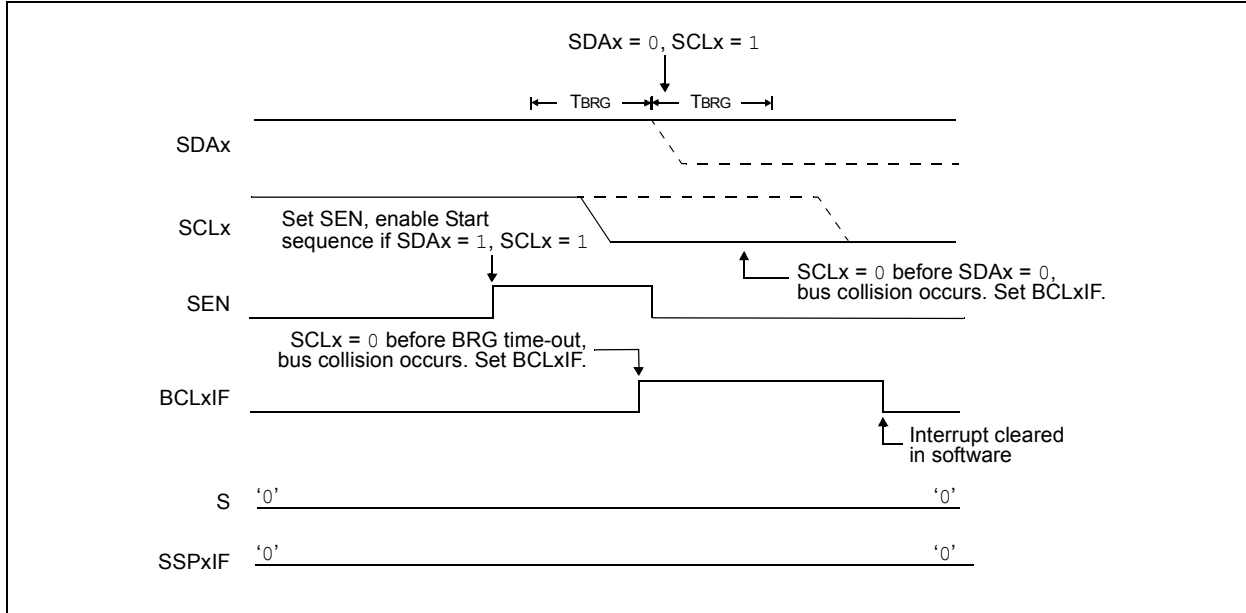 SDAx = 0, SCLx = 1
TBRG TBRG
SDAx
SCLx
Set SEN, enable Start
sequence if SDAx = 1, SCLx = 1
SCLx = 0 before SDAx = 0,
bus collision occurs. Set BCLxIF.
SEN
SCLx = 0 before BRG time-out,
bus collision occurs. Set BCLxIF.
BCLxIF
Interrupt cleared
in software
S ‘0’ ‘0’
SSPxIF ‘0’ ‘0’